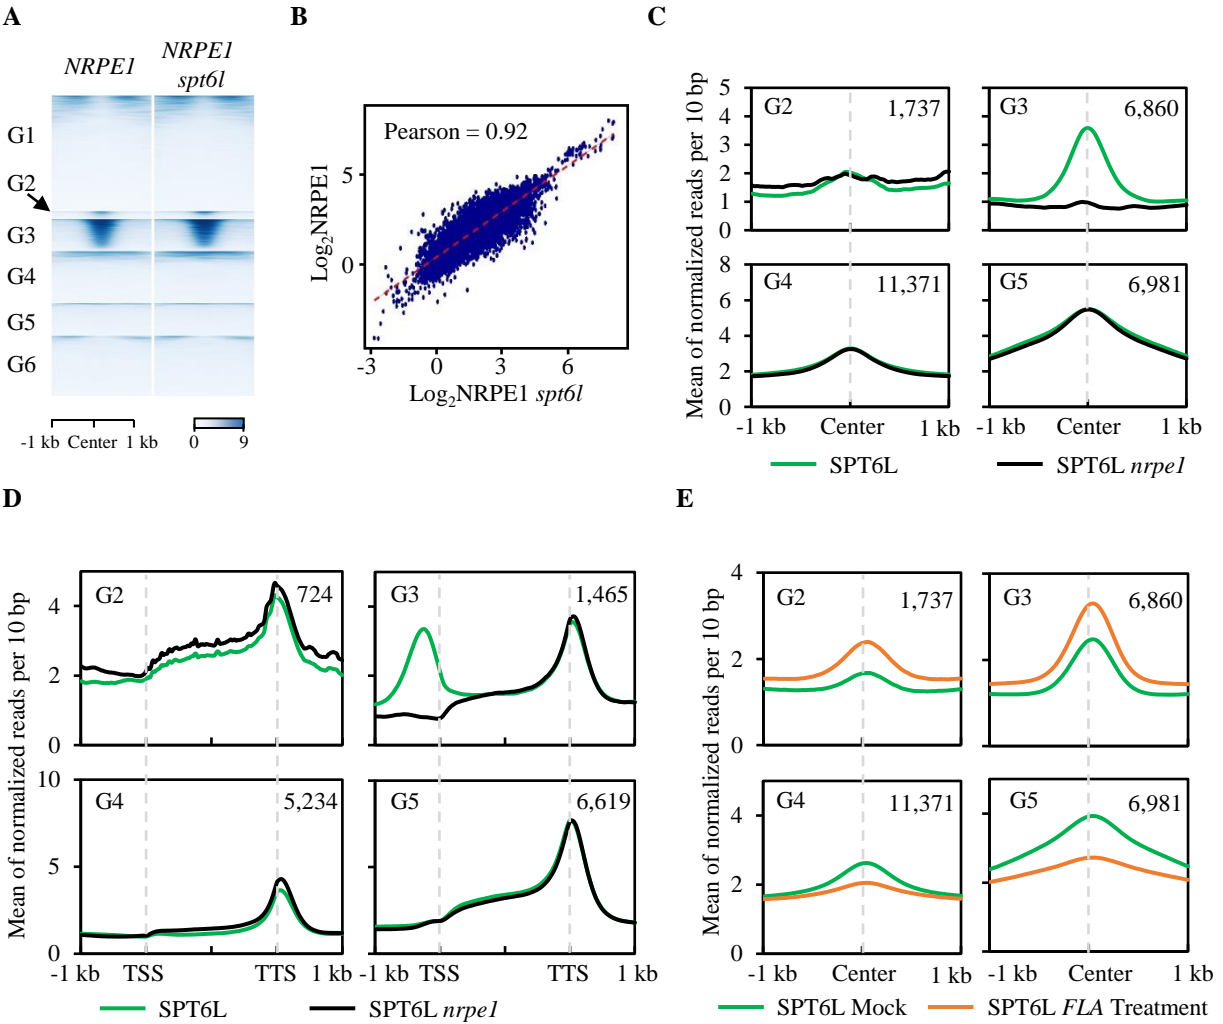 A
NRPE1
NRPE1
spt6l
G1
G2
G3
G4
G5
G6
-1 kb Center 1 kb
0 9
B
Pearson = 0.92
Log2NRPE1
5
0
-3 0 3 6
Log2NRPE1 spt6l
C
Mean of normalized reads per 10 bp
5
4
3
2
1
0
G2 1,737
G3 6,860
8
6
4
2
0
G4 11,371
G5 6,981
-1 kb Center 1 kb
-1 kb Center 1 kb
SPT6L SPT6L nrpe1
D
Mean of normalized reads per 10 bp
4
2
0
G2 724
G3 1,465
10
5
0
G4 5,234
G5 6,619
-1 kb TSS TTS 1 kb
-1 kb TSS TTS 1 kb
SPT6L SPT6L nrpe1
E
Mean of normalized reads per 10 bp
4
2
0
G2 1,737
G3 6,860
4
2
0
G4 11,371
G5 6,981
-1 kb Center 1 kb
-1 kb Center 1 kb
SPT6L Mock SPT6L FLA Treatment